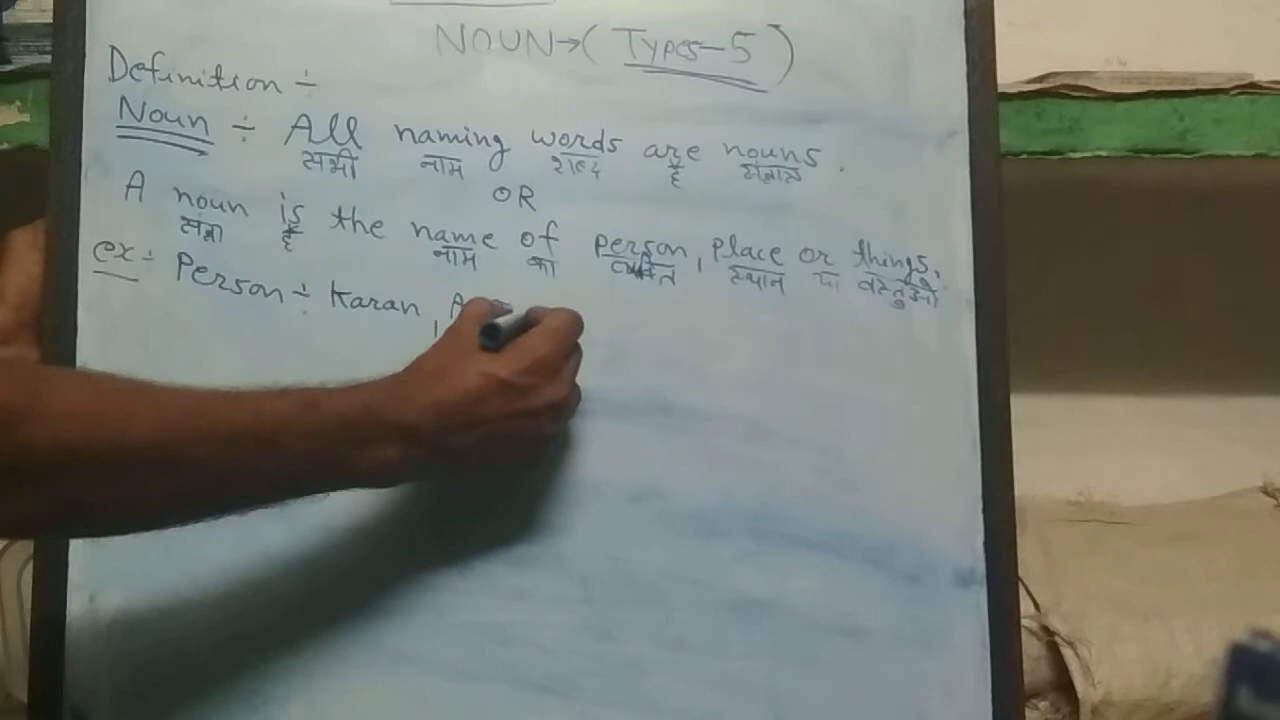 NOUN→(Types-5)
Definition ÷
Noun ÷ All naming words are nouns.
सभी नाम शब्द हैं संज्ञाएं
OR
A noun is the name of person, place or things.
संज्ञा है नाम का व्यक्ति स्थान या वस्तुओं
ex:- Person ÷ Karan,